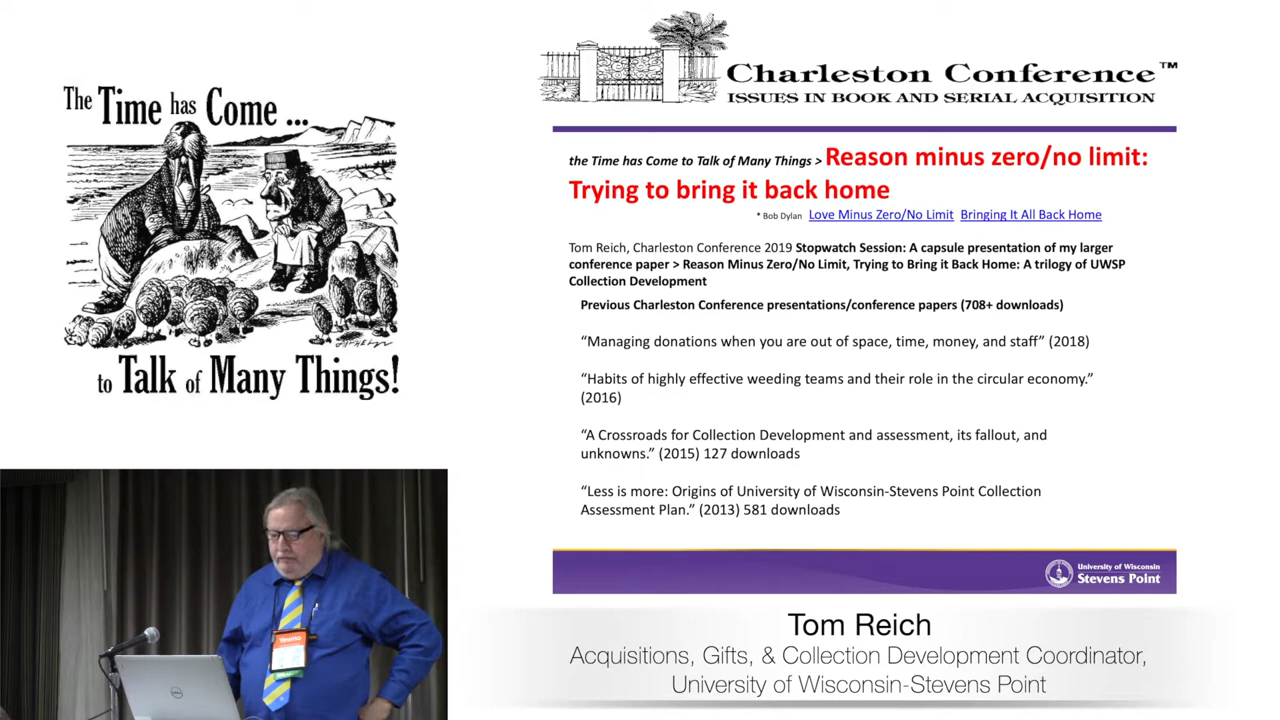 The Time has Come ...
to Talk of Many Things!
Charleston Conference™
ISSUES IN BOOK AND SERIAL ACQUISITION
the Time has Come to Talk of Many Things > Reason minus zero/no limit:
Trying to bring it back home
* Bob Dylan Love Minus Zero/No Limit Bringing It All Back Home
Tom Reich, Charleston Conference 2019 Stopwatch Session: A capsule presentation of my larger
conference paper > Reason Minus Zero/No Limit, Trying to Bring it Back Home: A trilogy of UWSP
Collection Development
Previous Charleston Conference presentations/conference papers (708+ downloads)
“Managing donations when you are out of space, time, money, and staff” (2018)
“Habits of highly effective weeding teams and their role in the circular economy.”
(2016)
“A Crossroads for Collection Development and assessment, its fallout, and
unknowns.” (2015) 127 downloads
“Less is more: Origins of University of Wisconsin-Stevens Point Collection
Assessment Plan.” (2013) 581 downloads
University of Wisconsin
Stevens Point
Tom Reich
Acquisitions, Gifts, & Collection Development Coordinator,
University of Wisconsin-Stevens Point
DELL